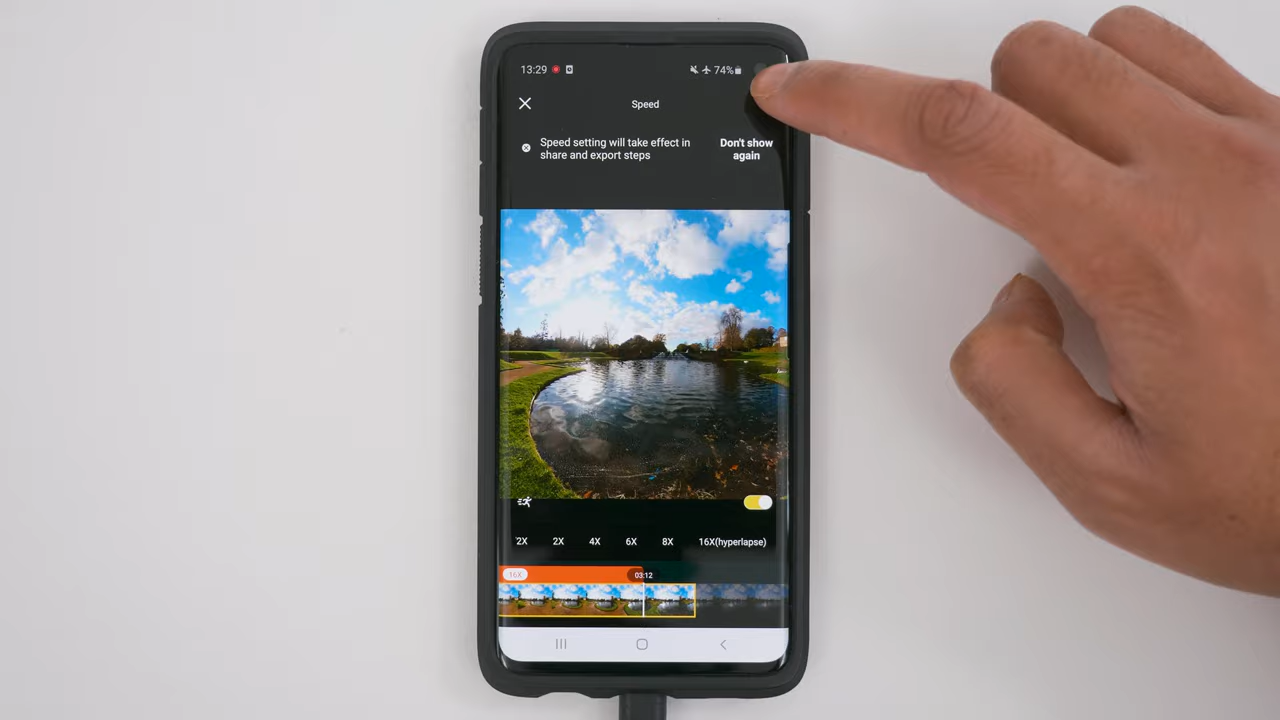 13:29 74%
Speed
Speed setting will take effect in
share and export steps
Don't show
again
2X 2X 4X 6X 8X 16X(hyperlapse)
16X 03:12